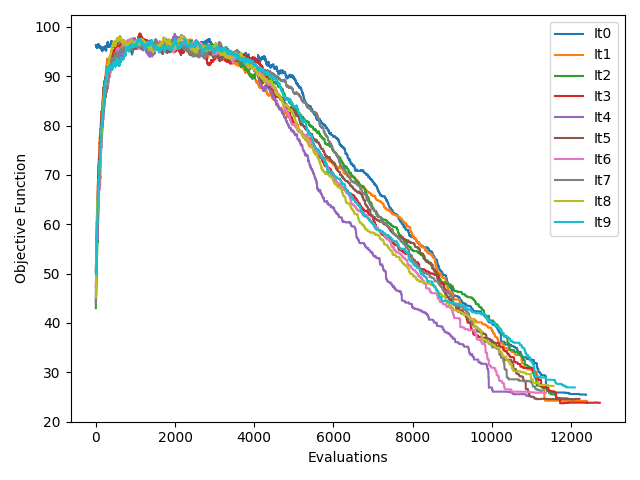 100
90
80
70
60
50
40
30
20
Objective Function
0
2000
4000
6000
8000
10000
12000
Evaluations
It0
It1
It2
It3
It4
It5
It6
It7
It8
It9